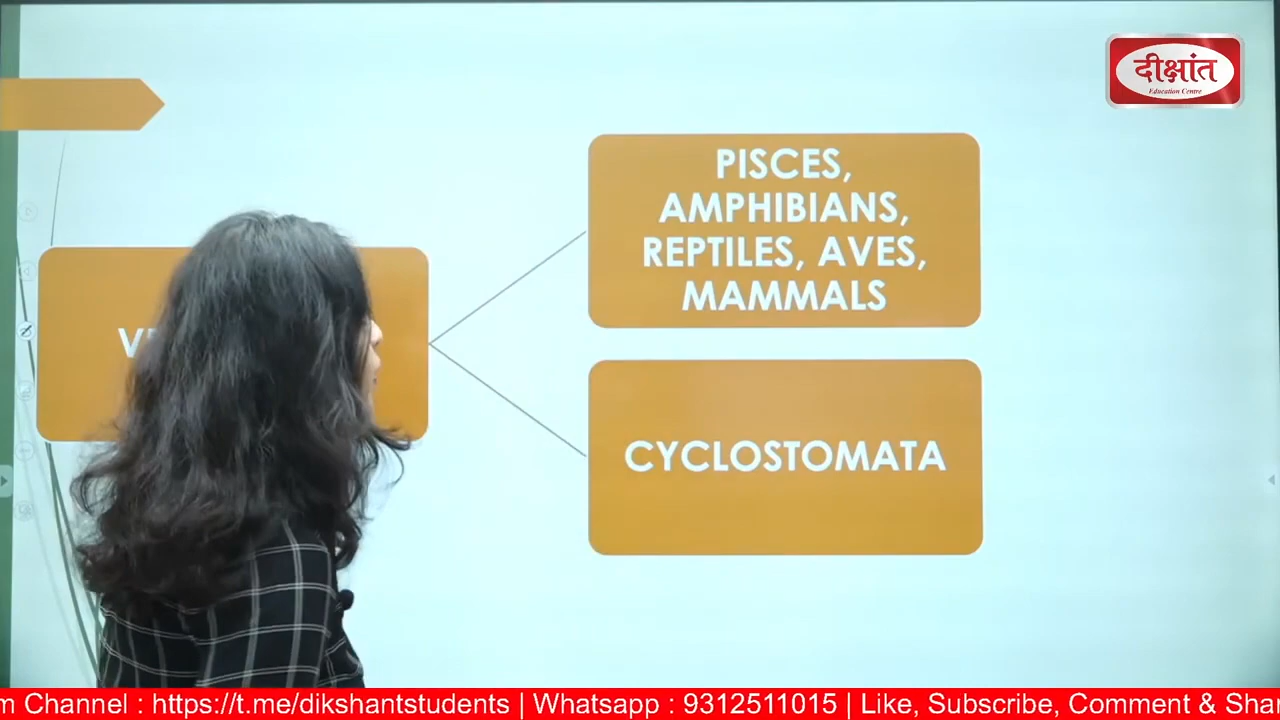 दीक्षांत
Education Centre
PISCES,
AMPHIBIANS,
REPTILES, AVES,
MAMMALS
CYCLOSTOMATA
m Channel : https://t.me/dikshantstudents | Whatsapp : 9312511015 | Like, Subscribe, Comment & Sha